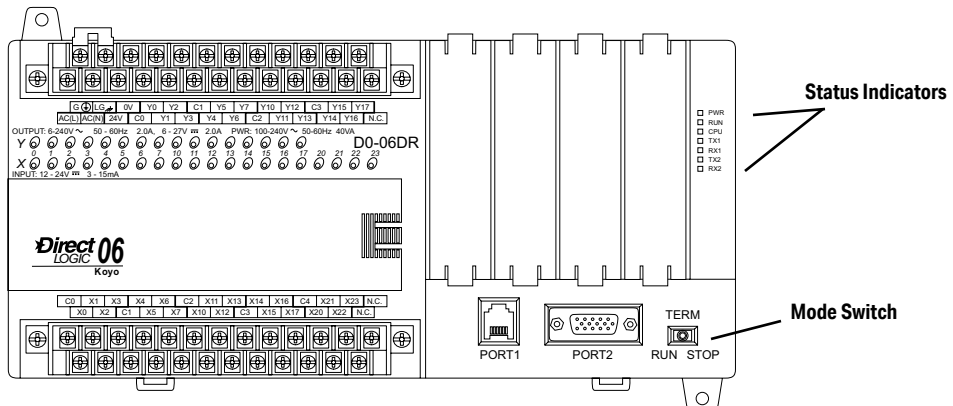 G LG 0V Y0 Y2 C1 Y5 Y7 Y10 Y12 C3 Y15 Y17
AC(L) AC(N) 24V C0 Y1 Y3 Y4 Y6 C2 Y11 Y13 Y14 Y16 N.C.
OUTPUT: 6-240V ~ 50 - 60Hz 2.0A, 6 - 27V ⎓ 2.0A PWR: 100-240V ~ 50-60Hz 40VA
Y
D0-06DR
0 1 2 3 4 5 6 7 10 11 12 13 14 15 16 17 20 21 22 23
X
INPUT: 12 - 24V ⎓ 3 - 15mA
Direct
LOGIC 06
Koyo
C0 X1 X3 X4 X6 C2 X11 X13 X14 X16 C4 X21 X23 N.C.
X0 X2 C1 X5 X7 X10 X12 C3 X15 X17 X20 X22 N.C.
PWR
RUN
CPU
TX1
RX1
TX2
RX2
Status Indicators
PORT1
PORT2
TERM
RUN STOP
Mode Switch